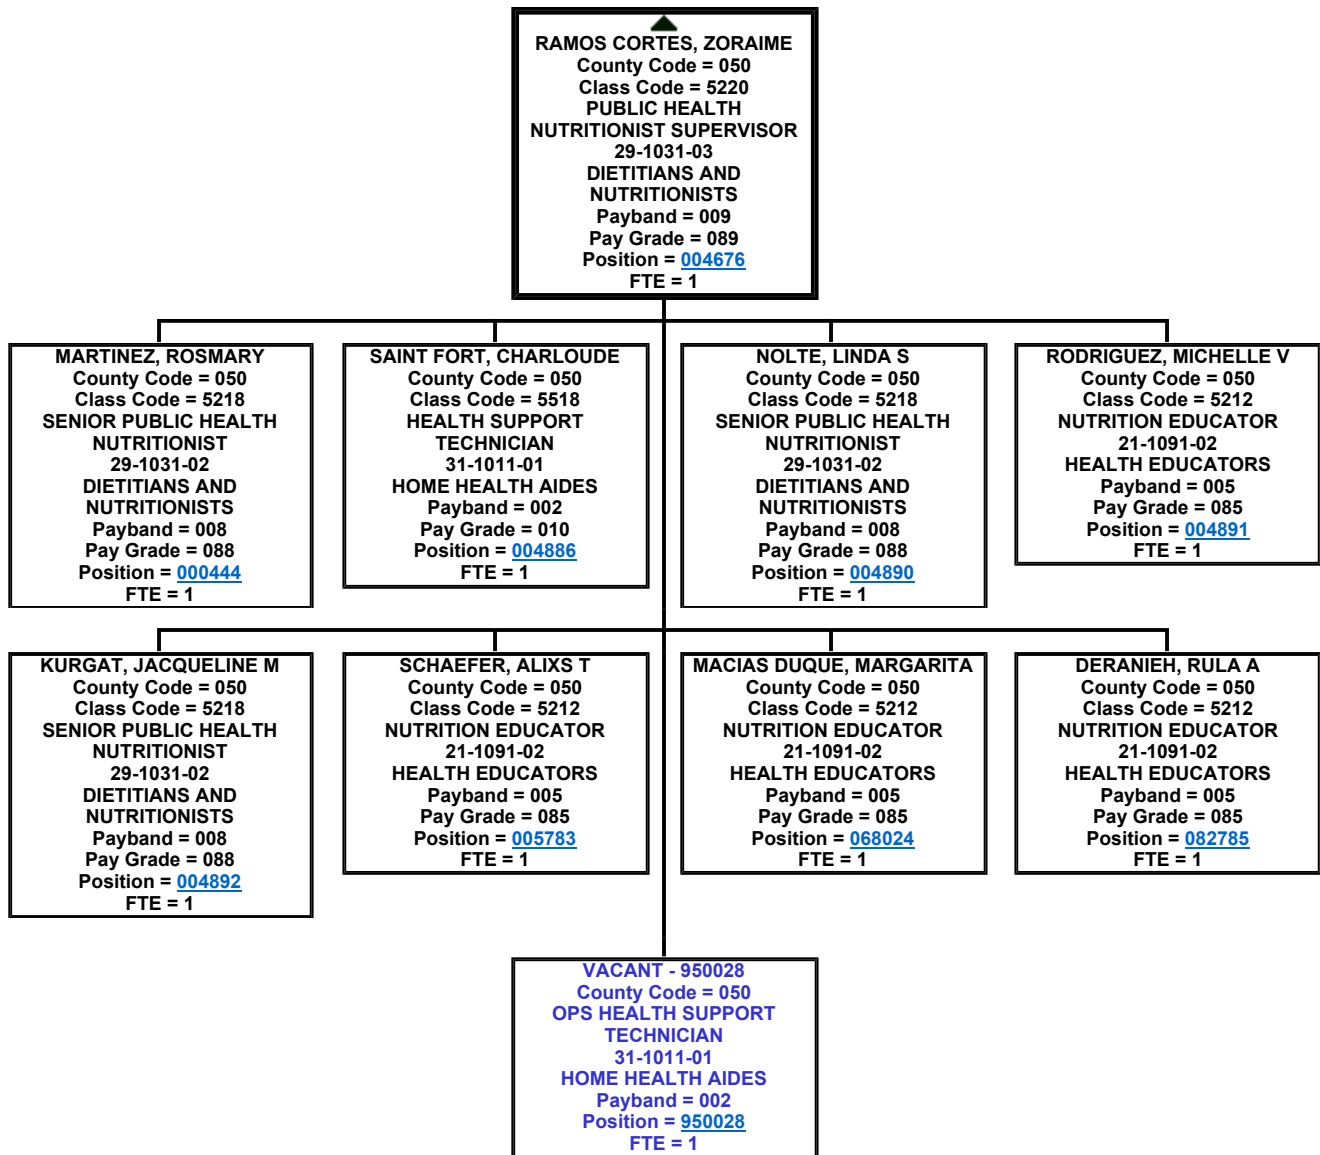 RAMOS CORTES, ZORAIME
County Code = 050
Class Code = 5220
PUBLIC HEALTH
NUTRITIONIST SUPERVISOR
29-1031-03
DIETITIANS AND
NUTRITIONISTS
Payband = 009
Pay Grade = 089
Position = 004676
FTE = 1
MARTINEZ, ROSMARY
County Code = 050
Class Code = 5218
SENIOR PUBLIC HEALTH
NUTRITIONIST
29-1031-02
DIETITIANS AND
NUTRITIONISTS
Payband = 008
Pay Grade = 088
Position = 000444
FTE = 1
SAINT FORT, CHARLOUDE
County Code = 050
Class Code = 5518
HEALTH SUPPORT
TECHNICIAN
31-1011-01
HOME HEALTH AIDES
Payband = 002
Pay Grade = 010
Position = 004886
FTE = 1
NOLTE, LINDA S
County Code = 050
Class Code = 5218
SENIOR PUBLIC HEALTH
NUTRITIONIST
29-1031-02
DIETITIANS AND
NUTRITIONISTS
Payband = 008
Pay Grade = 088
Position = 004890
FTE = 1
RODRIGUEZ, MICHELLE V
County Code = 050
Class Code = 5212
NUTRITION EDUCATOR
21-1091-02
HEALTH EDUCATORS
Payband = 005
Pay Grade = 085
Position = 004891
FTE = 1
KURGAT, JACQUELINE M
County Code = 050
Class Code = 5218
SENIOR PUBLIC HEALTH
NUTRITIONIST
29-1031-02
DIETITIANS AND
NUTRITIONISTS
Payband = 008
Pay Grade = 088
Position = 004892
FTE = 1
SCHAEFER, ALIXS T
County Code = 050
Class Code = 5212
NUTRITION EDUCATOR
21-1091-02
HEALTH EDUCATORS
Payband = 005
Pay Grade = 085
Position = 005783
FTE = 1
MACIAS DUQUE, MARGARITA
County Code = 050
Class Code = 5212
NUTRITION EDUCATOR
21-1091-02
HEALTH EDUCATORS
Payband = 005
Pay Grade = 085
Position = 068024
FTE = 1
DERANIEH, RULA A
County Code = 050
Class Code = 5212
NUTRITION EDUCATOR
21-1091-02
HEALTH EDUCATORS
Payband = 005
Pay Grade = 085
Position = 082785
FTE = 1
VACANT - 950028
County Code = 050
OPS HEALTH SUPPORT
TECHNICIAN
31-1011-01
HOME HEALTH AIDES
Payband = 002
Position = 950028
FTE = 1